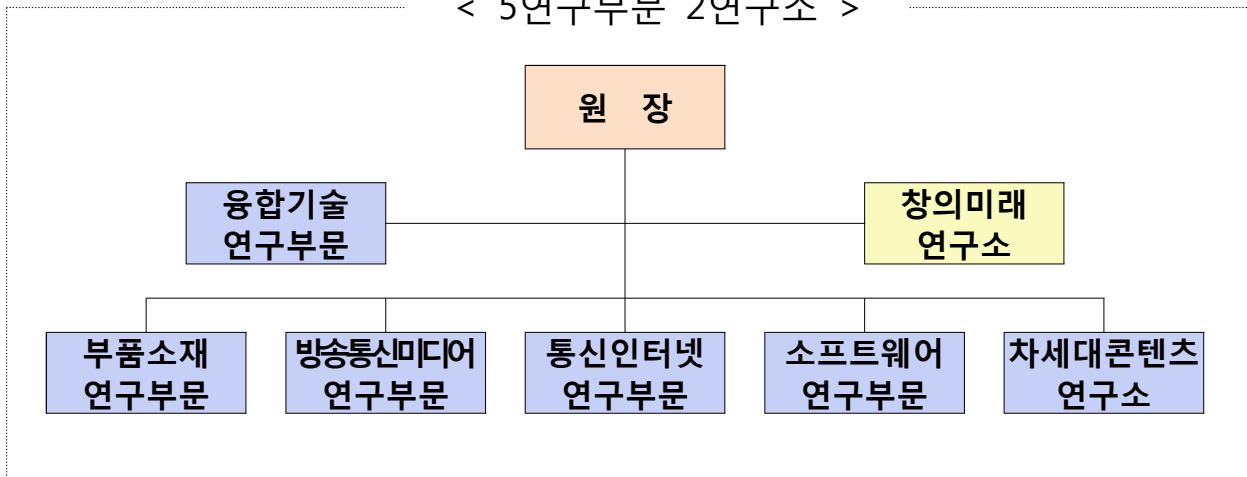 < 5연구부문 2연구소 >
원 장
융합기술
연구부문
창의미래
연구소
부품소재
연구부문
방송통신미디어
연구부문
통신인터넷
연구부문
소프트웨어
연구부문
차세대콘텐츠
연구소